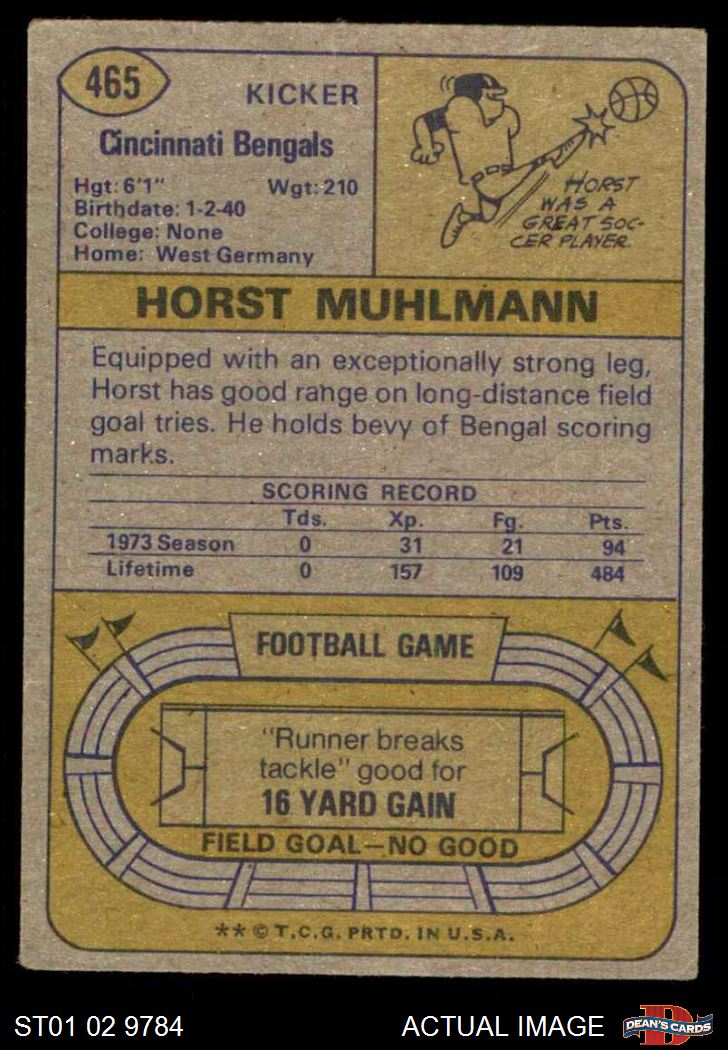 465
KICKER
Cincinnati Bengals
Hgt: 6'1" Wgt: 210
Birthdate: 1-2-40
College: None
Home: West Germany
HORST
WAS A
GREAT SOC-
CER PLAYER.
HORST MUHLMANN
Equipped with an exceptionally strong leg,
Horst has good range on long-distance field
goal tries. He holds bevy of Bengal scoring
marks.
SCORING RECORD
Tds. Xp. Fg. Pts.
1973 Season 0 31 21 94
Lifetime 0 157 109 484
FOOTBALL GAME
"Runner breaks
tackle" good for
16 YARD GAIN
FIELD GOAL—NO GOOD
** © T.C.G. PRTD. IN U.S.A.
ST01 02 9784 ACTUAL IMAGE
D
DEAN'S CARDS